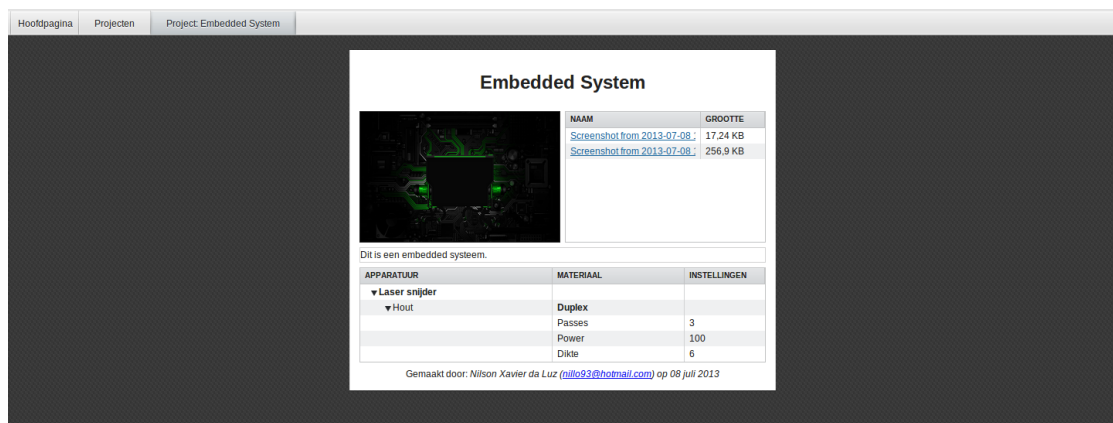 Hoofdpagina Projecten Project: Embedded System
Embedded System
NAAM GROOTTE
Screenshot from 2013-07-08 17,24 KB
Screenshot from 2013-07-08 256,9 KB
Dit is een embedded systeem.
APPARATUUR MATERIAAL INSTELLINGEN
▼Laser snijder
▼Hout Duplex
Passes 3
Power 100
Dikte 6
Gemaakt door: Nilson Xavier da Luz (nillo93@hotmail.com) op 08 juli 2013